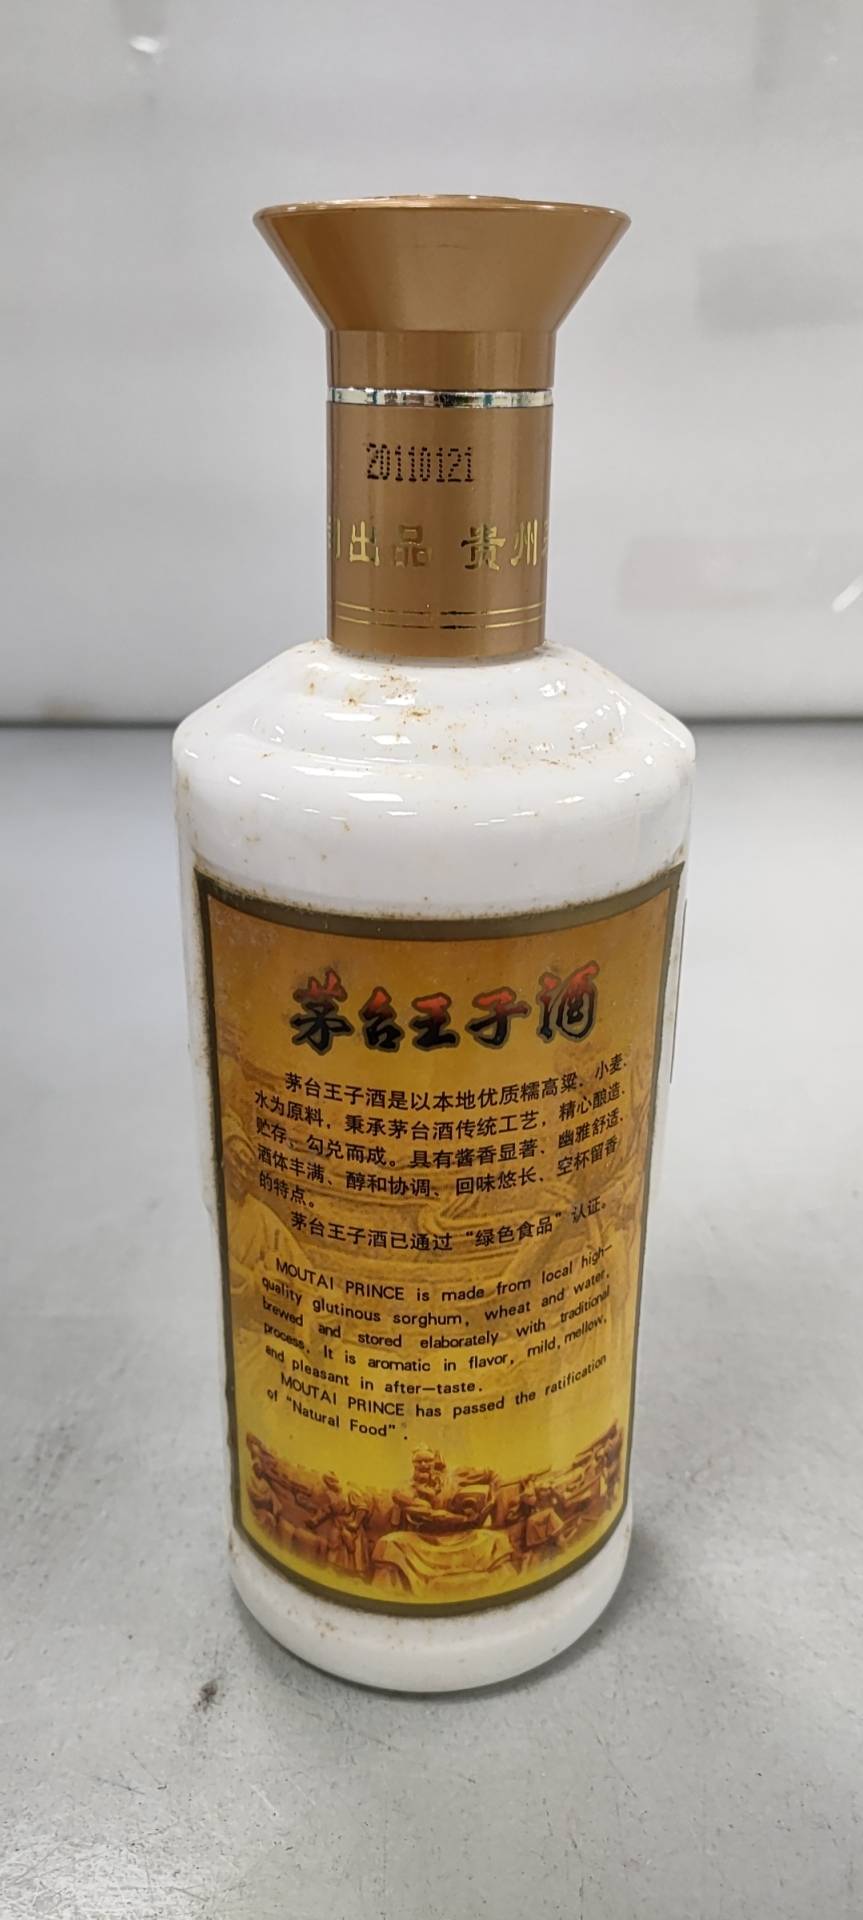 20110121
出品 贵州
茅台王子酒
茅台王子酒是以本地优质糯高粱、小麦、
水为原料，秉承茅台酒传统工艺，精心酿造、
贮存、勾兑而成。具有酱香显著、幽雅舒适、
酒体丰满、醇和协调、回味悠长、空杯留香
的特点。
茅台王子酒已通过“绿色食品”认证。
MOUTAI PRINCE is made from local high—
quality glutinous sorghum, wheat and water,
brewed and stored elaborately with traditional
process. It is aromatic in flavor, mild, mellow,
and pleasant in after—taste.
MOUTAI PRINCE has passed the ratification
of "Natural Food".